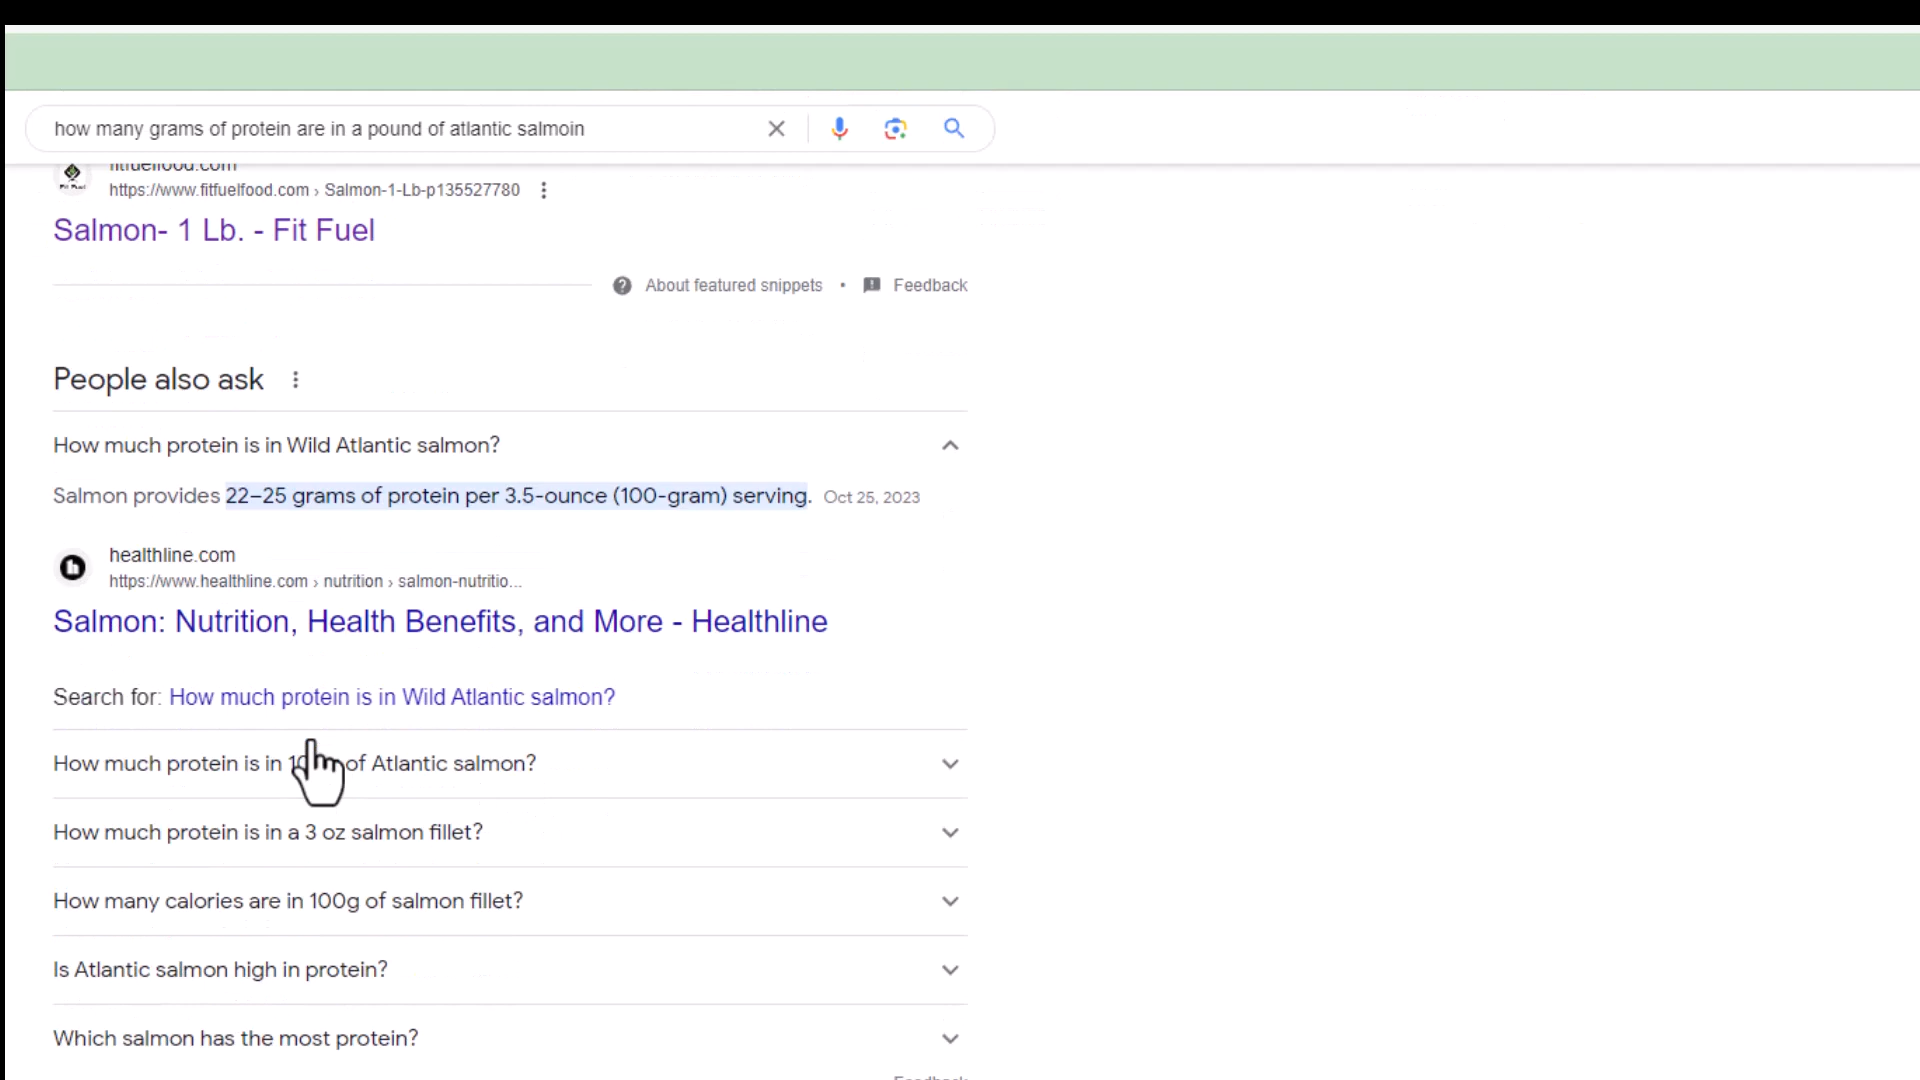 how many grams of protein are in a pound of atlantic salmoin
fitfuelfood.com
https://www.fitfuelfood.com › Salmon-1-Lb-p135527780
Salmon- 1 Lb. - Fit Fuel
About featured snippets • Feedback
People also ask
How much protein is in Wild Atlantic salmon?
Salmon provides 22–25 grams of protein per 3.5-ounce (100-gram) serving. Oct 25, 2023
healthline.com
https://www.healthline.com › nutrition › salmon-nutritio...
Salmon: Nutrition, Health Benefits, and More - Healthline
Search for: How much protein is in Wild Atlantic salmon?
How much protein is in of Atlantic salmon?
How much protein is in a 3 oz salmon fillet?
How many calories are in 100g of salmon fillet?
Is Atlantic salmon high in protein?
Which salmon has the most protein?
Feedback